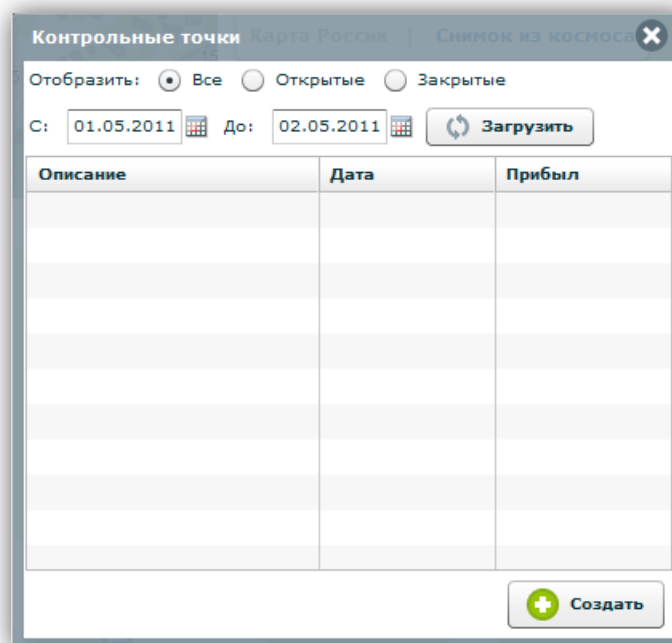 Контрольные точки
Карта России | Снимок из космоса
15
Отобразить: Все Открытые Закрытые
С: 01.05.2011 До: 02.05.2011 Загрузить
Описание Дата Прибыл
Создать